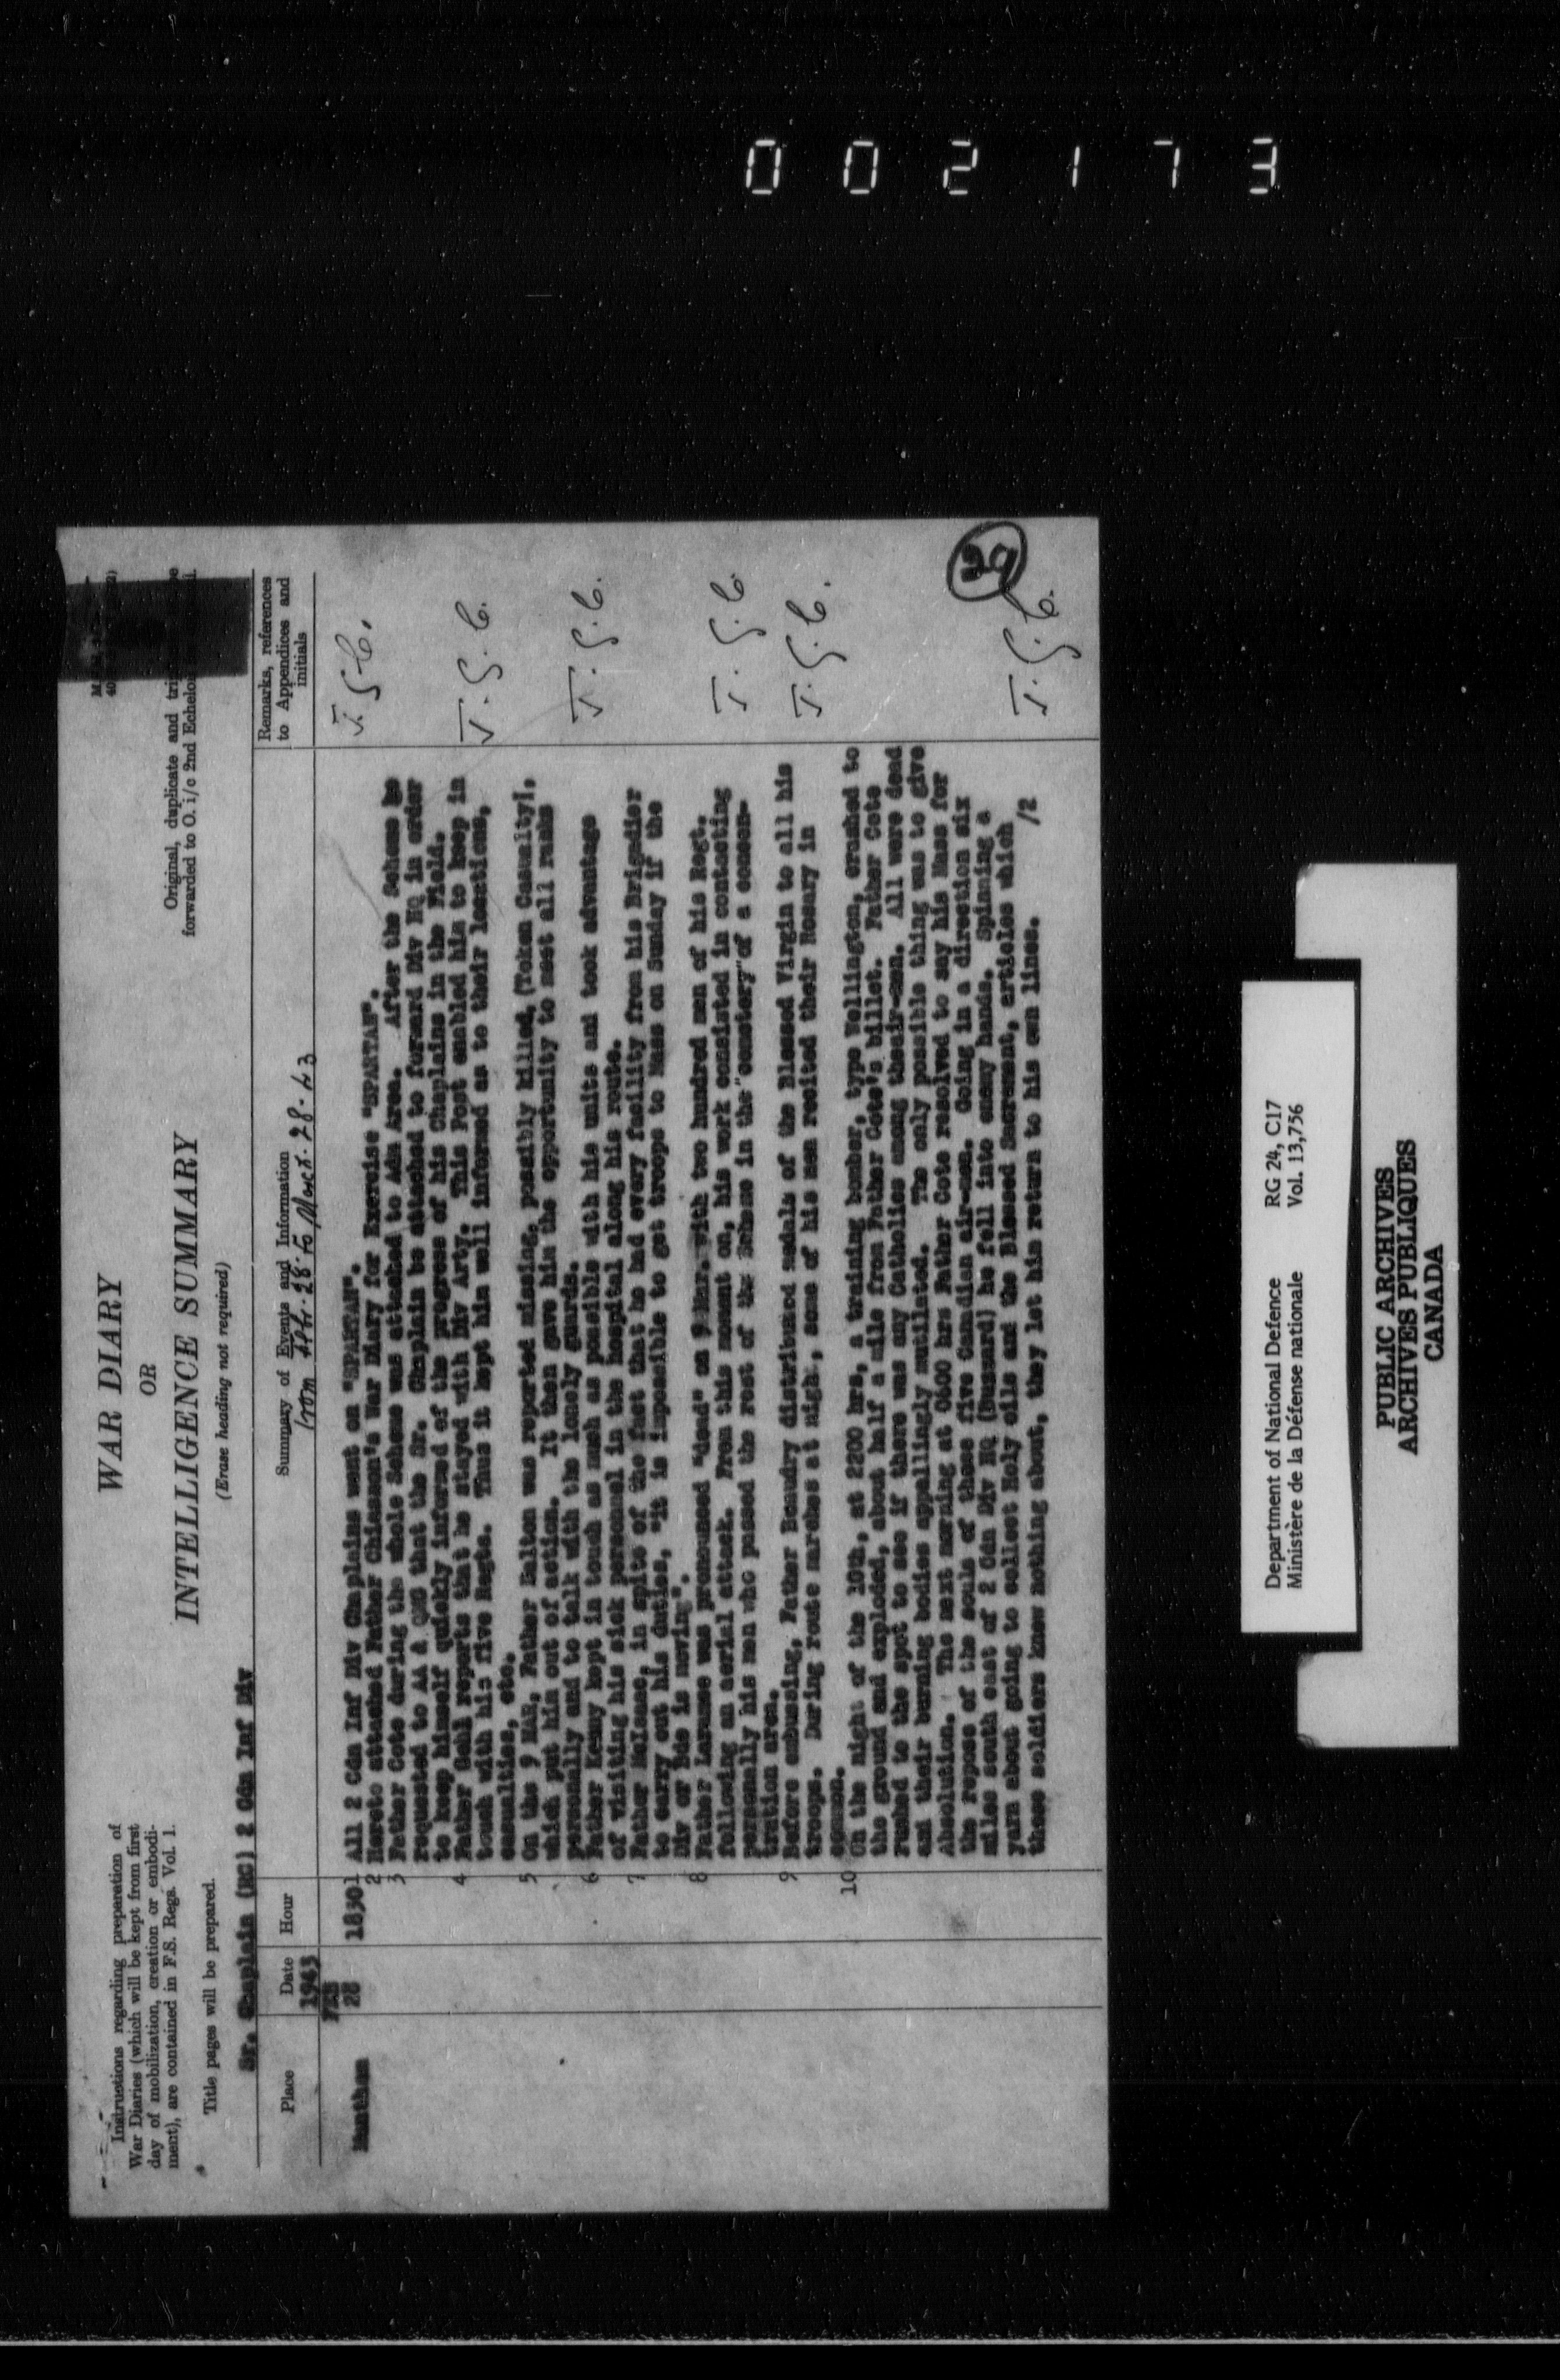 002173
Instructions regarding preparation of
War Diaries (which will be kept from first
day of mobilization, creation or embodi-
ment), are contained in F.S. Regs. Vol. 1.
Title pages will be prepared.
WAR DIARY
OR
INTELLIGENCE SUMMARY
(Erase heading not required)
Original, duplicate and
forwarded to O. i/c 2nd Echelon
Sr. Chaplain (RC) 2 Cdn Inf Div
Place
Date
Hour
Summary of Events and Information
Remarks, references
to Appendices and
initials
from 28 to March 28-43
1943
FEB
28
1830
1 All 2 Cdn Inf Div Chaplains went on "SPARTAN".
2 Hereto attached Father Chiasson's War Diary for Exercise "SPARTAN".
3 Father Cote during the whole Scheme was attached to Adm Area. After the Scheme he
requested to AA & QMG that the Sr. Chaplain be attached to forward Div HQ in order
to keep himself quickly informed of the progress of his Chaplains in the Field.
4 Father Gehl reports that he stayed with Div Arty. This Post enabled him to keep in
touch with his five Regts. Thus it kept him well informed as to their locations,
casualties, etc.
5 On the 9 MAR, Father Dalton was reported missing, possibly killed, (Token Casualty),
which put him out of action. It then gave him the opportunity to meet all ranks
personally and to talk with the lonely guards.
6 Father Kenny kept in touch as much as possible with his units and took advantage
of visiting his sick personnel in the hospital along his route.
7 Father McIsaac, in spite of the fact that he had every facility from his Brigadier
to carry out his duties, "it is impossible to get troops to Mass on Sunday if the
Div or Bde is moving".
8 Father Laramee was pronounced "dead" on 9 Mar. with two hundred men of his Regt.
following an aerial attack. From this moment on, his work consisted in contacting
personally his men who passed the rest of the Scheme in the "cemetery" of a concen-
tration area.
9 Before embussing, Father Beaudry distributed medals of the Blessed Virgin to all his
troops. During route marches at night, some of his men recited their Rosary in
common.
10 On the night of the 10th, at 2200 hrs, a training bomber, type Wellington, crashed to
the ground and exploded, about half a mile from Father Cote's billet. Father Cote
rushed to the spot to see if there was any Catholics among the air-men. All were dead
and their burning bodies appallingly mutilated. The only possible thing was to give
Absolution. The next morning at 0600 hrs Father Cote resolved to say his Mass for
the repose of the souls of these five Canadian air-men. Going in a direction six
miles south east of 2 Cdn Div HQ (Buzzard) he fell into enemy hands. Spinning a
yarn about going to collect Holy oils and the Blessed Sacrement, articles which
these soldiers knew nothing about, they let his return to his own lines.
/2
Department of National Defence RG 24, C17
Ministère de la Défense nationale Vol. 13,756
PUBLIC ARCHIVES
ARCHIVES PUBLIQUES
CANADA